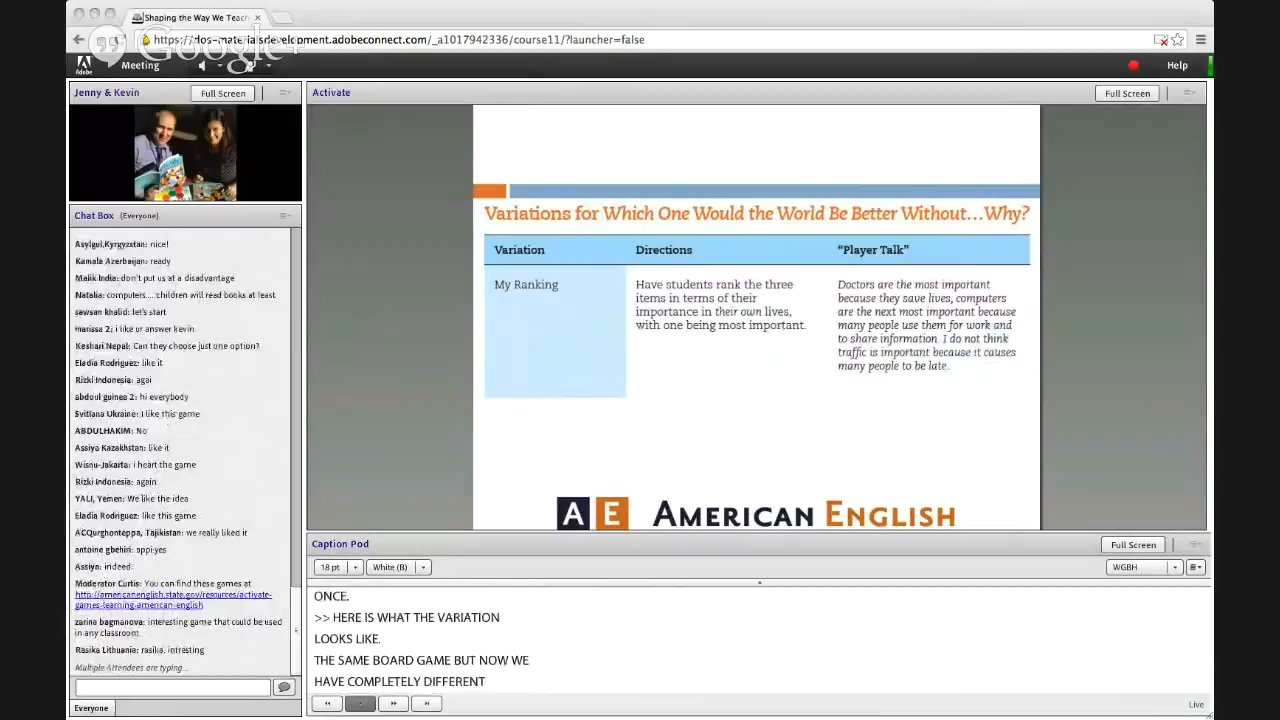 Shaping the Way We Teach
Google+
https://dos-materialsdevelopment.adobeconnect.com/_a1017942336/course11/?launcher=false
Adobe
Meeting
Help
Jenny & Kevin
Full Screen
Chat Box (Everyone)
Asylgul,Kyrgyzstan: nice!
Kamala Azerbaijan: ready
Malik India: don't put us at a disadvantage
Natalia: computers.... children will read books at least
sawsan khalid: let's start
marissa 2: i like ur answer kevin
Keshari Nepal: Can they choose just one option?
Eladia Rodriguez: like it
Rizki Indonesia: agai
abdoul guinea 2: hi everybody
Svitlana Ukraine: I like this game
ABDULHAKIM: No
Assiya Kazakhstan: like it
Wisnu-Jakarta: i heart the game
Rizki Indonesia: again
YALI, Yemen: We like the idea
Eladia Rodriguez: like this game
ACQurghonteppa, Tajikistan: we really liked it
antoine gbehiri: appi:yes
Assiya: indeed
Moderator Curtis: You can find these games at
http://americanenglish.state.gov/resources/activate-
games-learning-american-english
zarina bagmanova: interesting game that could be used
in any classroom
Rasika Lithuania: rasika. intresting
Multiple Attendees are typing...
Everyone
Activate
Full Screen
Variations for Which One Would the World Be Better Without...Why?
Variation
Directions
"Player Talk"
My Ranking
Have students rank the three
items in terms of their
importance in their own lives,
with one being most important.
Doctors are the most important
because they save lives, computers
are the next most important because
many people use them for work and
to share information. I do not think
traffic is important because it causes
many people to be late.
AE AMERICAN ENGLISH
Caption Pod
Full Screen
18 pt
White (B)
WGBH
ONCE.
>> HERE IS WHAT THE VARIATION
LOOKS LIKE.
THE SAME BOARD GAME BUT NOW WE
HAVE COMPLETELY DIFFERENT
Live